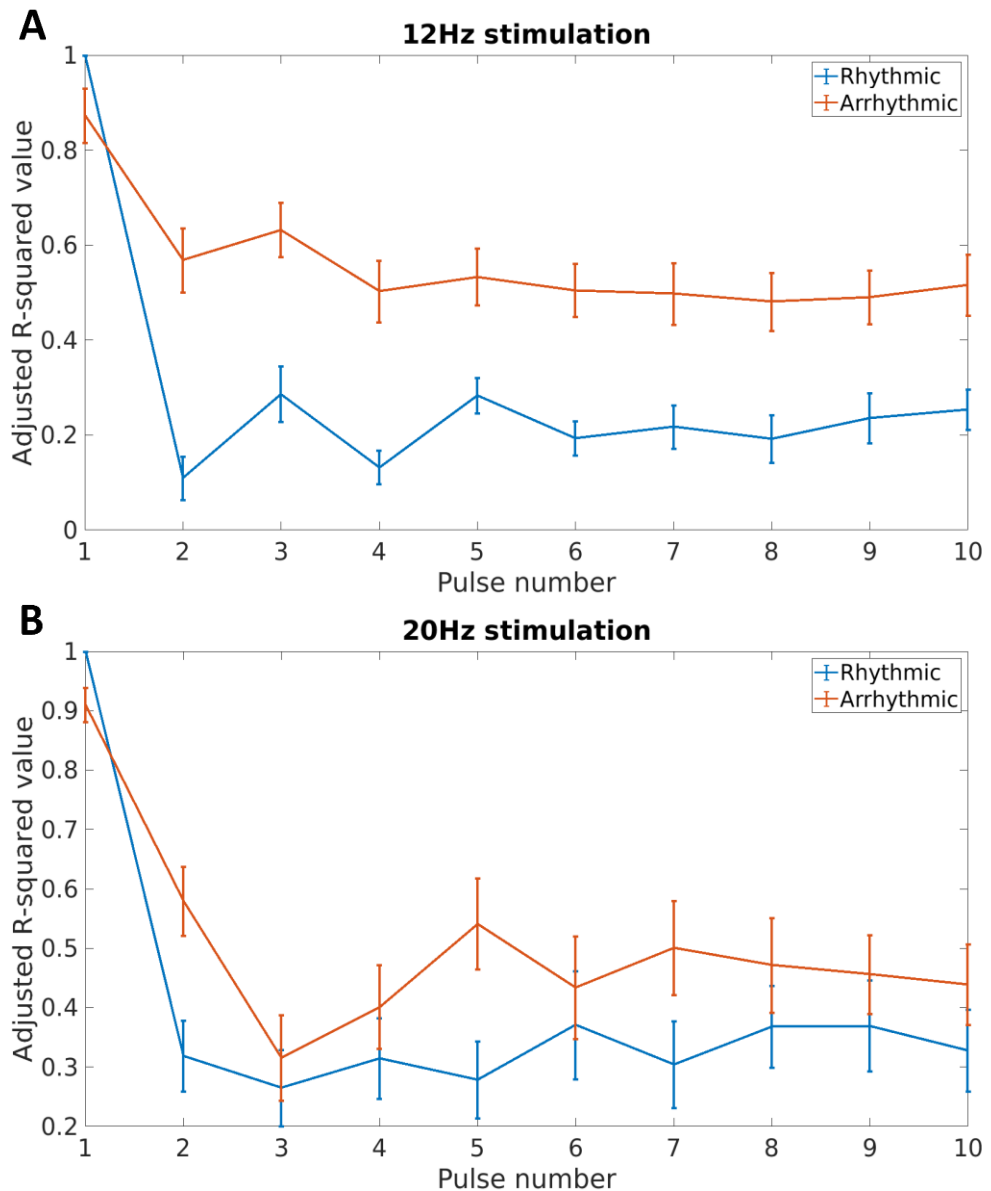 A
12Hz stimulation
Rhythmic
Arrhythmic
Adjusted R-squared value
1
0.8
0.6
0.4
0.2
0
1 2 3 4 5 6 7 8 9 10
Pulse number
B
20Hz stimulation
Rhythmic
Arrhythmic
Adjusted R-squared value
1
0.9
0.8
0.7
0.6
0.5
0.4
0.3
0.2
1 2 3 4 5 6 7 8 9 10
Pulse number